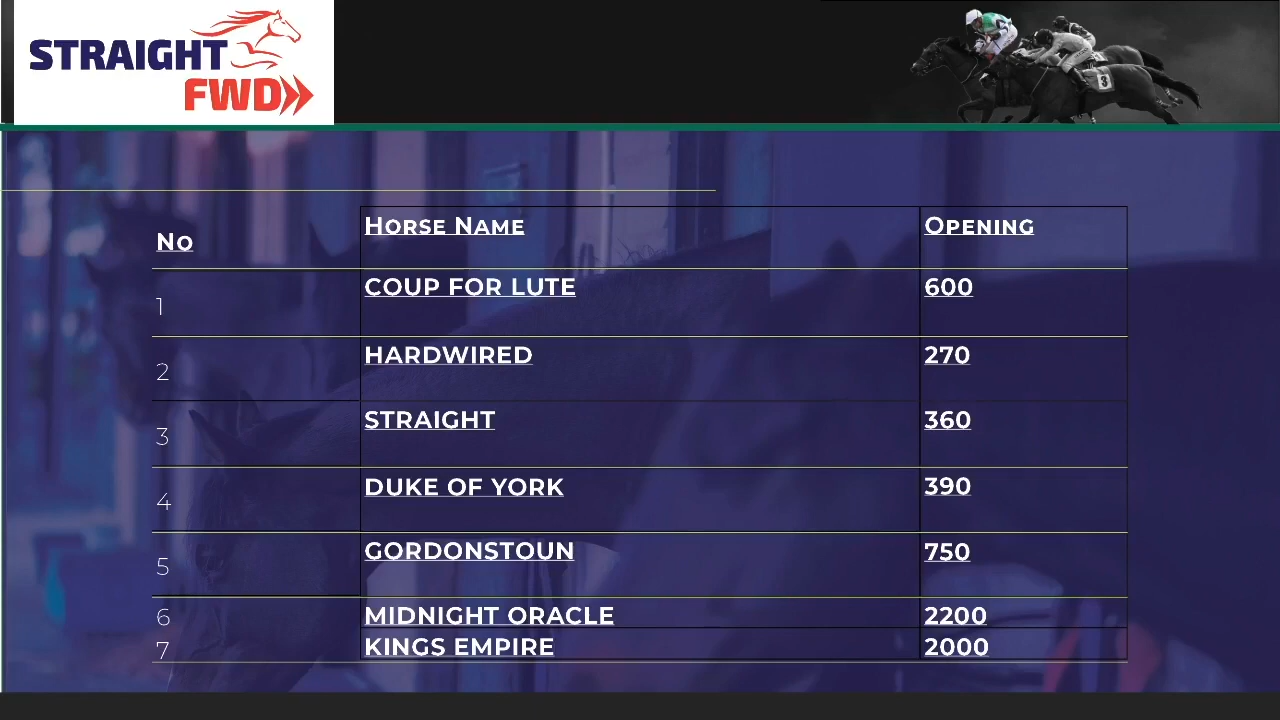 STRAIGHT
FWD
3
No Horse Name Opening
1 COUP FOR LUTE 600
2 HARDWIRED 270
3 STRAIGHT 360
4 DUKE OF YORK 390
5 GORDONSTOUN 750
6 MIDNIGHT ORACLE 2200
7 KINGS EMPIRE 2000